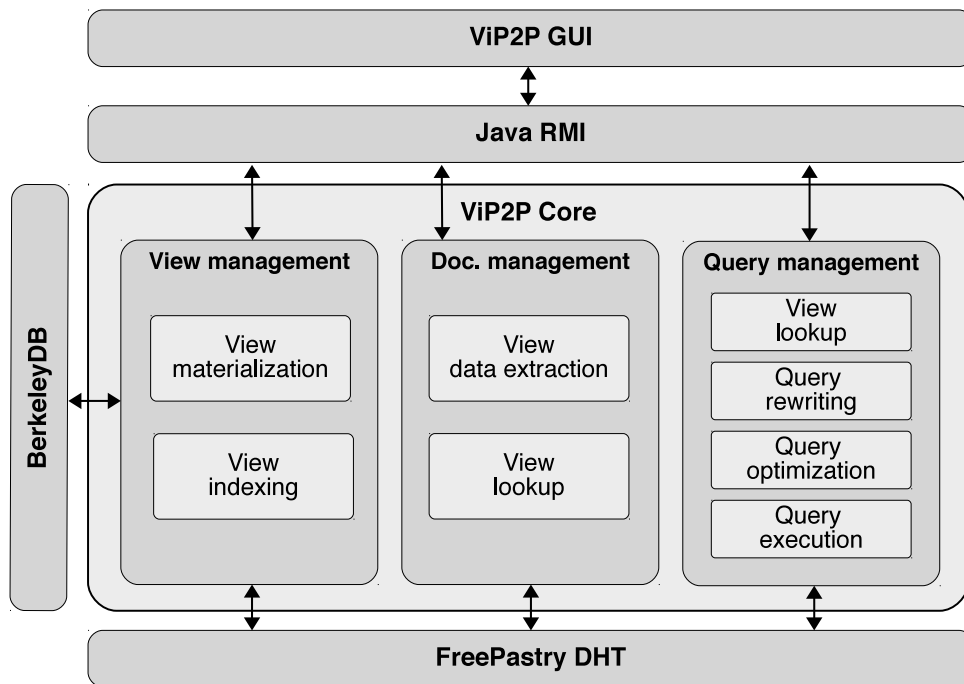 ViP2P GUI
Java RMI
BerkeleyDB
ViP2P Core
View management
View
materialization
View
indexing
Doc. management
View
data extraction
View
lookup
Query management
View
lookup
Query
rewriting
Query
optimization
Query
execution
FreePastry DHT